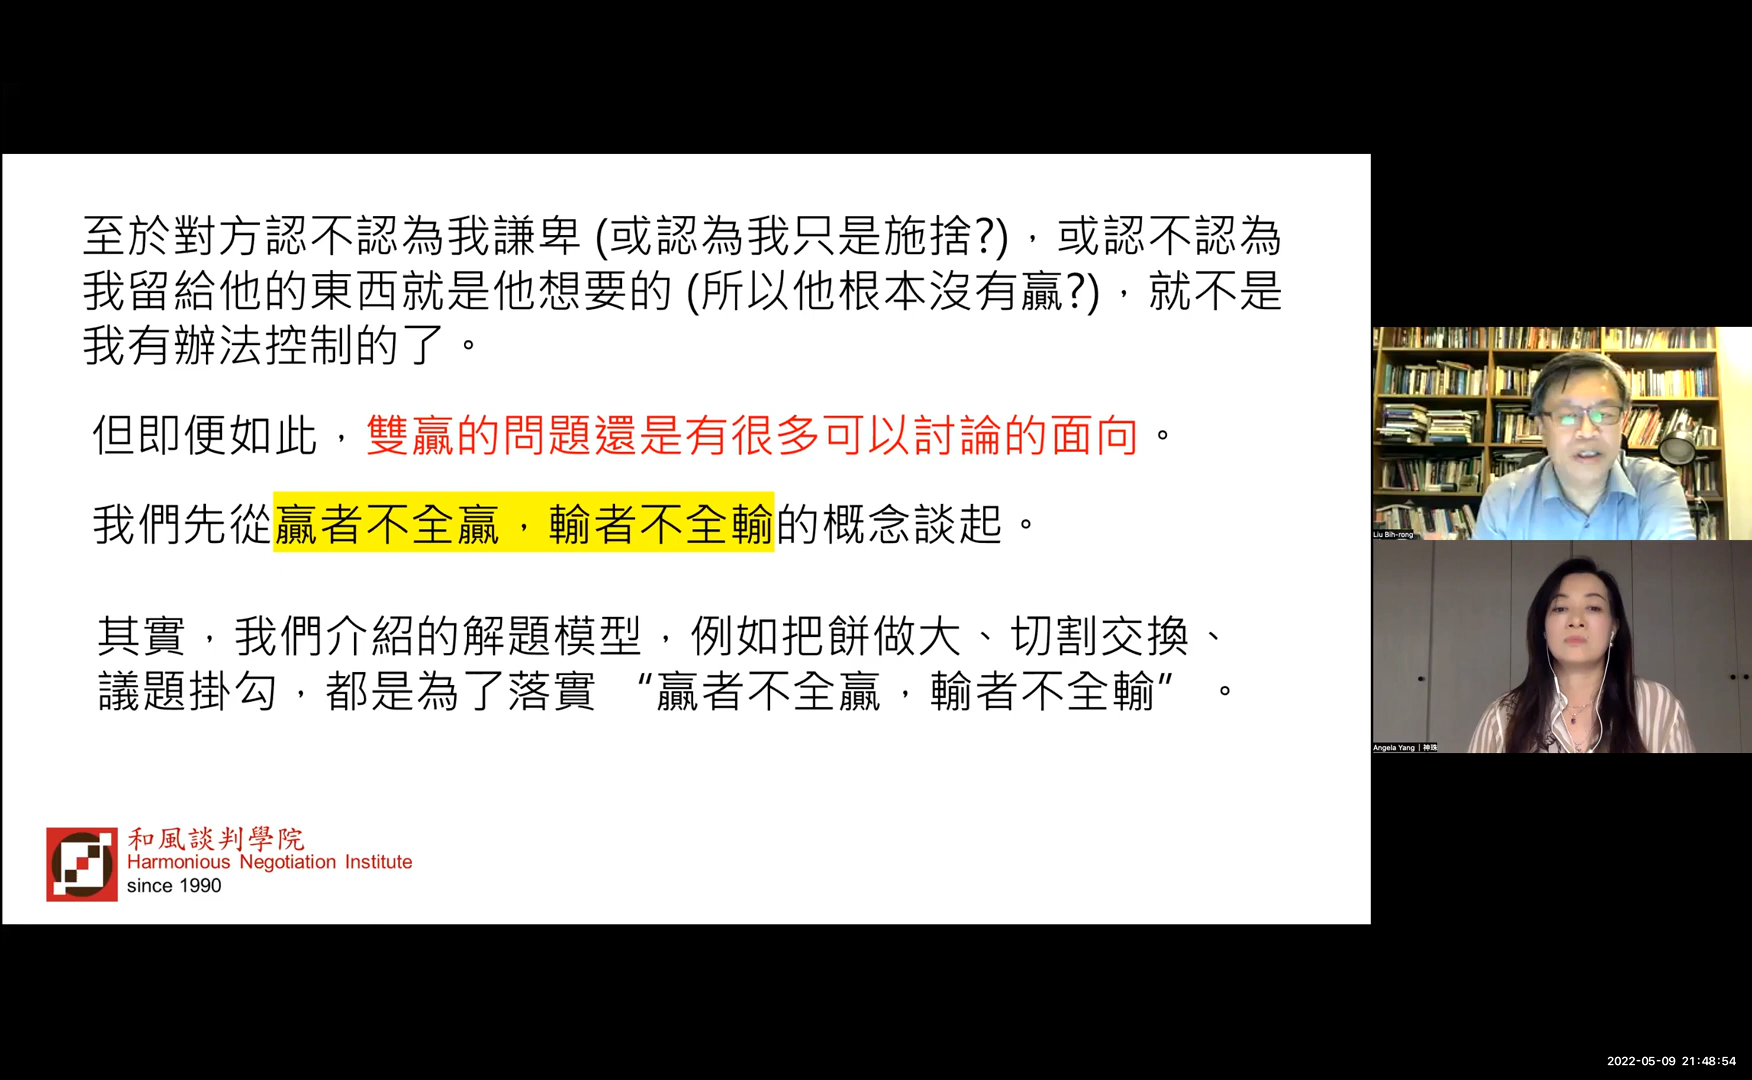 至於對方認不認為我謙卑 (或認為我只是施捨?)，或認不認為
我留給他的東西就是他想要的 (所以他根本沒有贏?)，就不是
我有辦法控制的了。
但即便如此，雙贏的問題還是有很多可以討論的面向。
我們先從贏者不全贏，輸者不全輸的概念談起。
其實，我們介紹的解題模型，例如把餅做大、切割交換、
議題掛勾，都是為了落實 “贏者不全贏，輸者不全輸” 。
和風談判學院
Harmonious Negotiation Institute
since 1990
Liu Bih-rong
Angela Yang | 神珠
2022-05-09 21:48:54